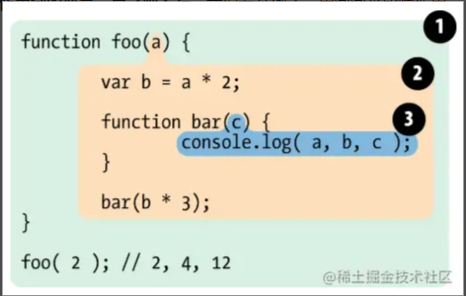 1
function foo(a) {
2
var b = a * 2;
function bar(c) {
3
console.log( a, b, c );
}
bar(b * 3);
}
foo( 2 ); // 2, 4, 12
@稀土掘金技术社区